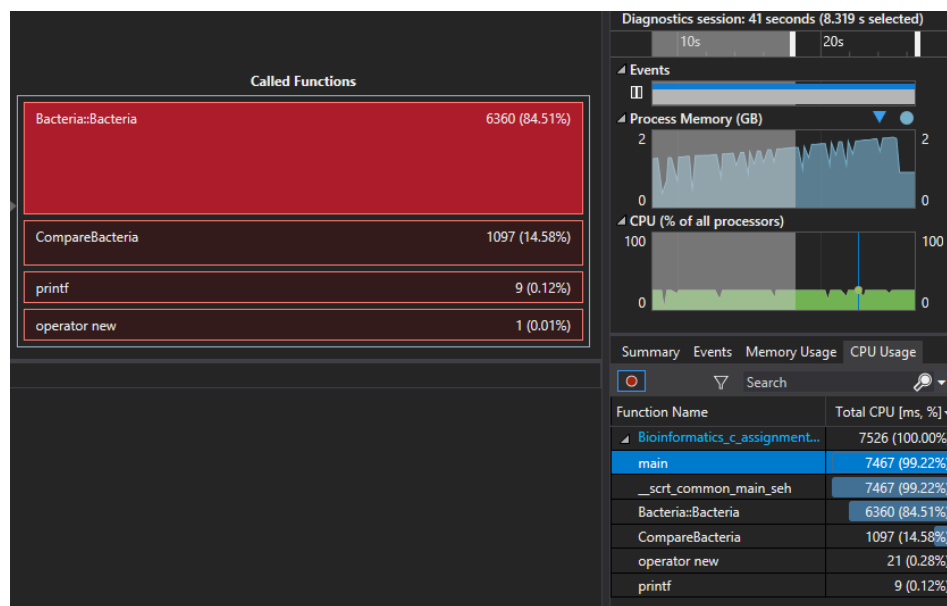 Called Functions
Bacteria::Bacteria 6360 (84.51%)
CompareBacteria 1097 (14.58%)
printf 9 (0.12%)
operator new 1 (0.01%)
Diagnostics session: 41 seconds (8.319 s selected)
10s 20s
Events
Process Memory (GB)
2 2
0 0
CPU (% of all processors)
100 100
0 0
Summary Events Memory Usage CPU Usage
Search
Function Name Total CPU [ms, %]
Bioinformatics_c_assignment... 7526 (100.00%
main 7467 (99.22%
__scrt_common_main_seh 7467 (99.22%
Bacteria::Bacteria 6360 (84.51%
CompareBacteria 1097 (14.58%
operator new 21 (0.28%
printf 9 (0.12%